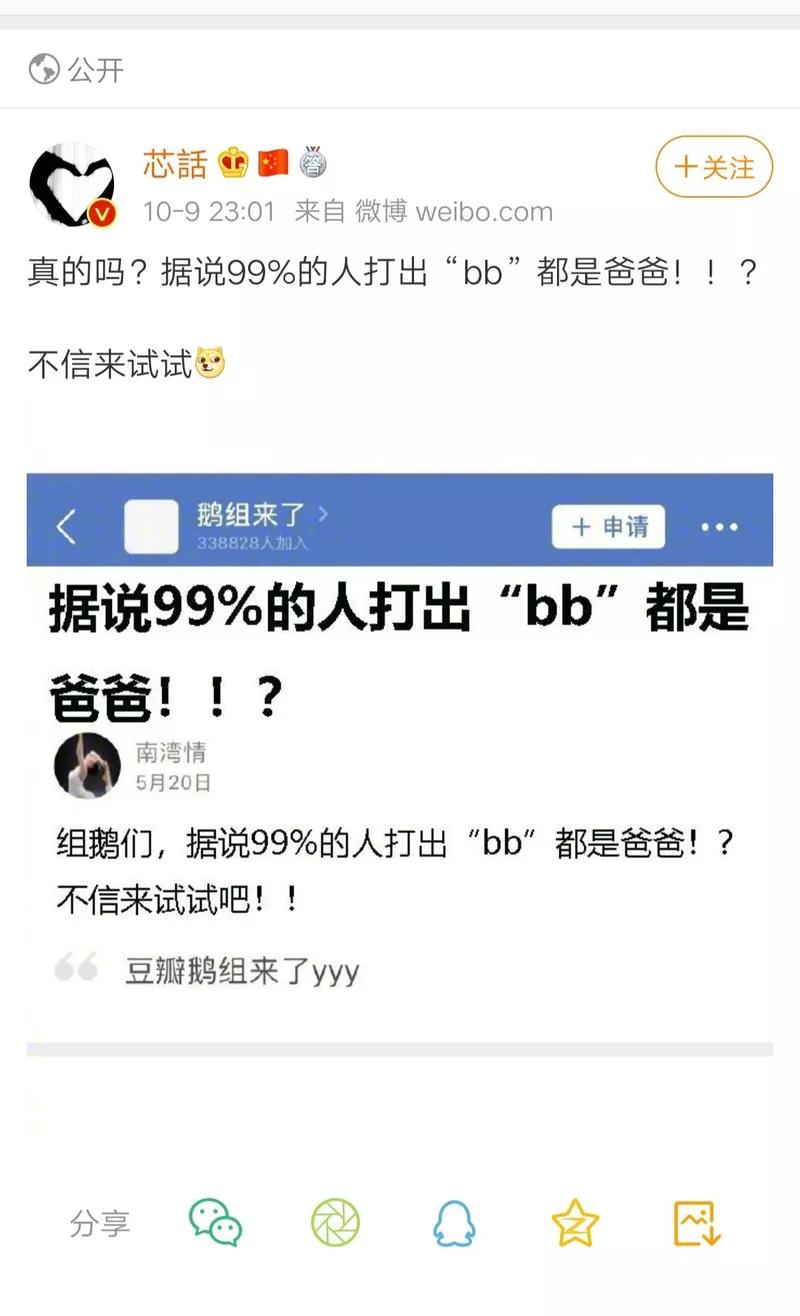 公开
芯話
+关注
10-9 23:01 来自 微博 weibo.com
真的吗？据说99%的人打出“bb”都是爸爸！！？
不信来试试
鹅组来了 >
338828人加入
+ 申请
据说99%的人打出“bb”都是
爸爸！！？
南湾情
5月20日
组鹅们，据说99%的人打出“bb”都是爸爸！？
不信来试试吧！！
豆瓣鹅组来了yyy
分享